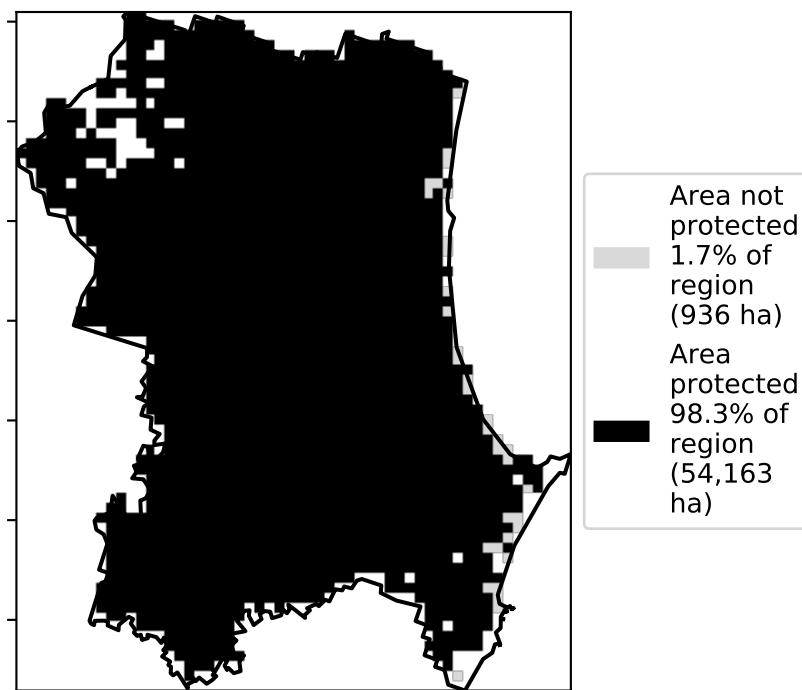 Area not
protected
1.7% of
region
(936 ha)
Area
protected
98.3% of
region
(54,163
ha)